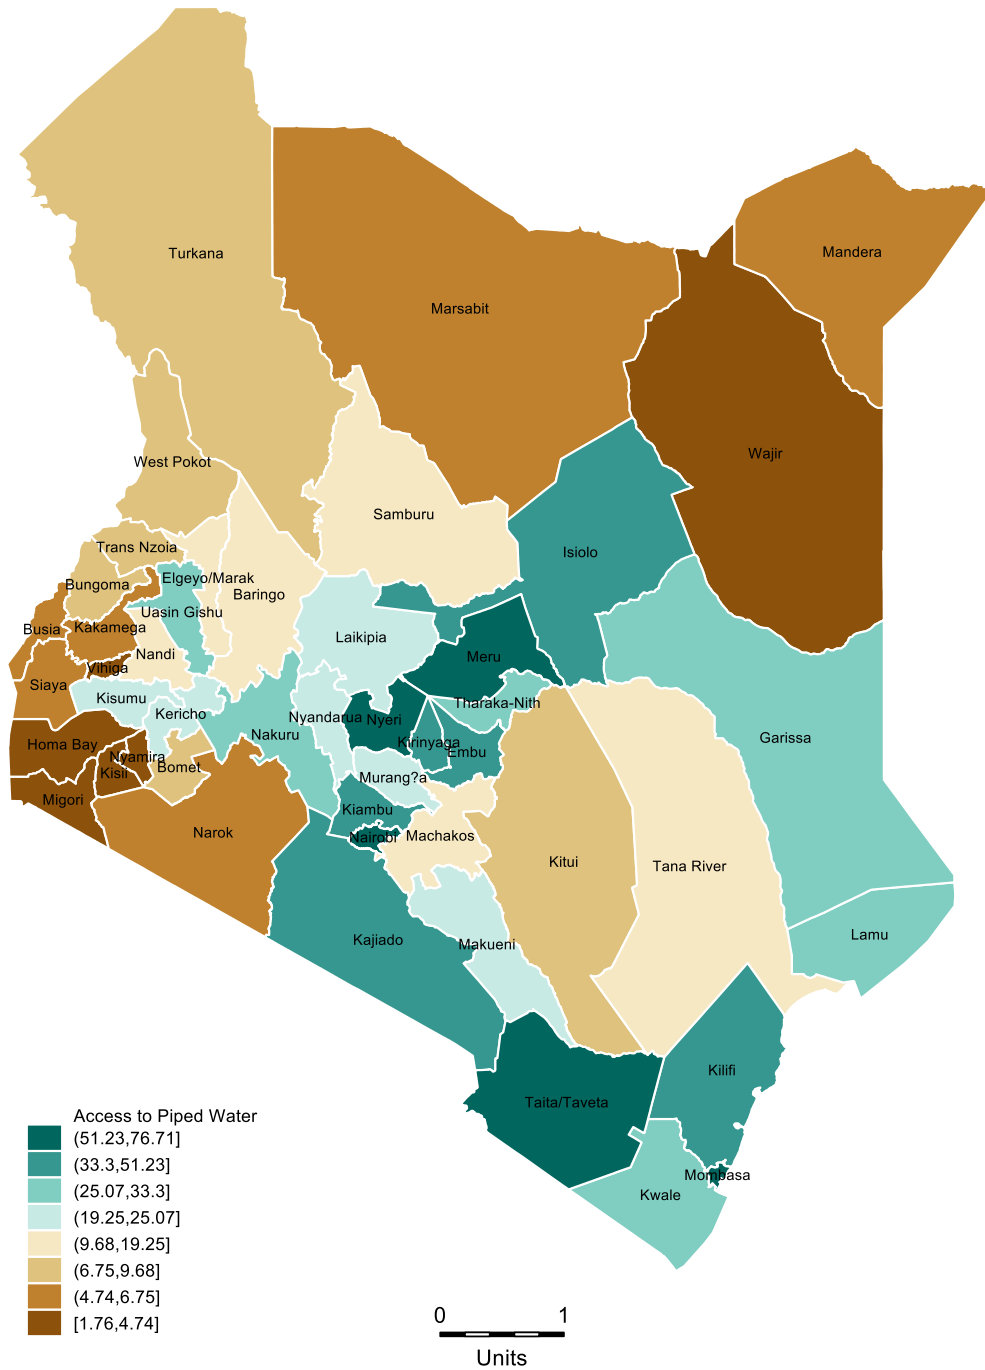 Turkana
Mandera
Marsabit
Wajir
West Pokot
Samburu
Trans Nzoia
Isiolo
Elgeyo/Marak
Bungoma
Baringo
Uasin Gishu
Busia
Kakamega
Laikipia
Nandi
Meru
Vihiga
Siaya
Kisumu
Tharaka-Nith
Kericho
Nyandarua
Nyeri
Nakuru
Garissa
Homa Bay
Kirinyaga
Embu
Nyamira
Bomet
Kisii
Murang?a
Migori
Kiambu
Narok
Nairobi
Machakos
Kitui
Tana River
Kajiado
Makueni
Lamu
Kilifi
Taita/Taveta
Mombasa
Kwale
Access to Piped Water
(51.23,76.71]
(33.3,51.23]
(25.07,33.3]
(19.25,25.07]
(9.68,19.25]
(6.75,9.68]
(4.74,6.75]
[1.76,4.74]
0 1
Units